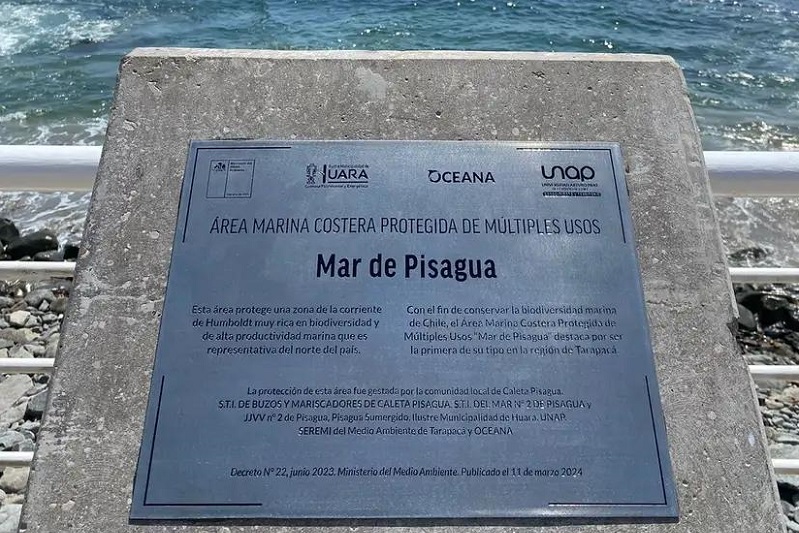 HUARA
OCEANA
unap
ÁREA MARINA COSTERA PROTEGIDA DE MÚLTIPLES USOS
Mar de Pisagua
Esta área protege una zona de la corriente
de Humboldt muy rica en biodiversidad y
de alta productividad marina que es
representativa del norte del país.
Con el fin de conservar la biodiversidad marina
de Chile, el Área Marina Costera Protegida de
Múltiples Usos "Mar de Pisagua" destaca por ser
la primera de su tipo en la región de Tarapacá
La protección de esta área fue gestada por la comunidad local de Caleta Pisagua.
S.T.I. DE BUZOS Y MARISCADORES DE CALETA PISAGUA, S.T.I. DEL MAR Nº 2 DE PISAGUA y
JJVV nº 2 de Pisagua, Pisagua Sumergido, Ilustre Municipalidad de Huara, UNAP,
SEREMI del Medio Ambiente de Tarapacá y OCEANA
Decreto Nº 22, junio 2023. Ministerio del Medio Ambiente. Publicado el 11 de marzo 2024